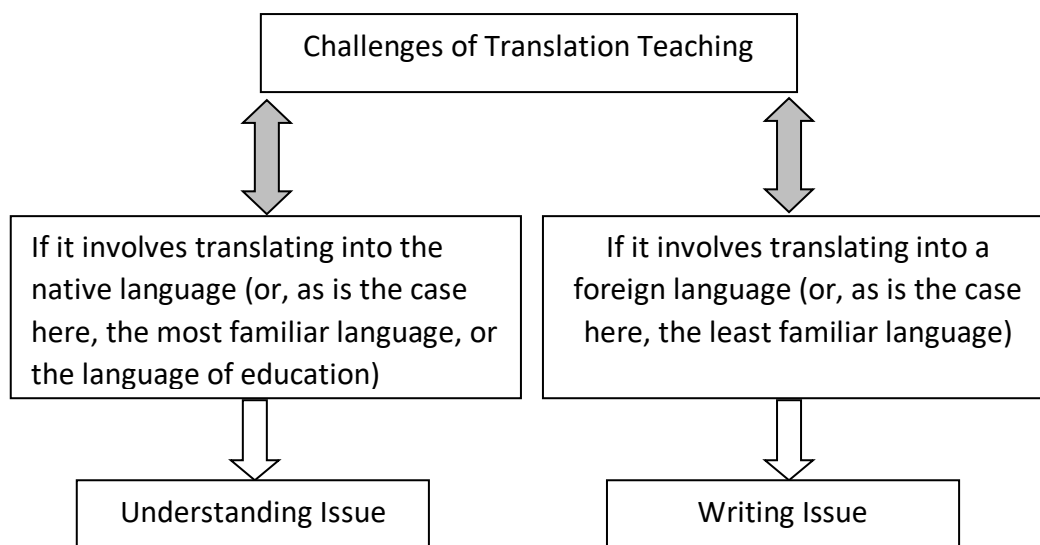 Challenges of Translation Teaching
If it involves translating into the
native language (or, as is the case
here, the most familiar language, or
the language of education)
If it involves translating into a
foreign language (or, as is the case
here, the least familiar language)
Understanding Issue
Writing Issue